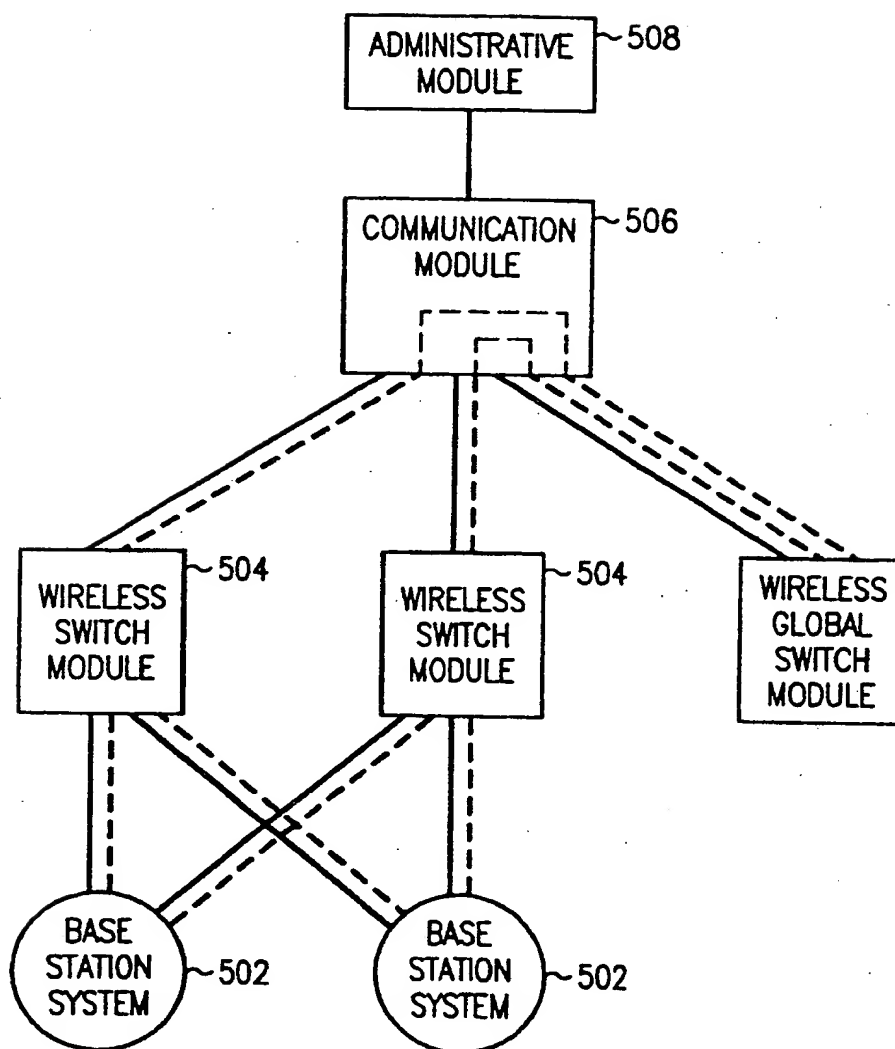 ADMINISTRATIVE
MODULE
508
COMMUNICATION
MODULE
506
WIRELESS
SWITCH
MODULE
504
WIRELESS
SWITCH
MODULE
504
WIRELESS
GLOBAL
SWITCH
MODULE
BASE
STATION
SYSTEM
502
BASE
STATION
SYSTEM
502